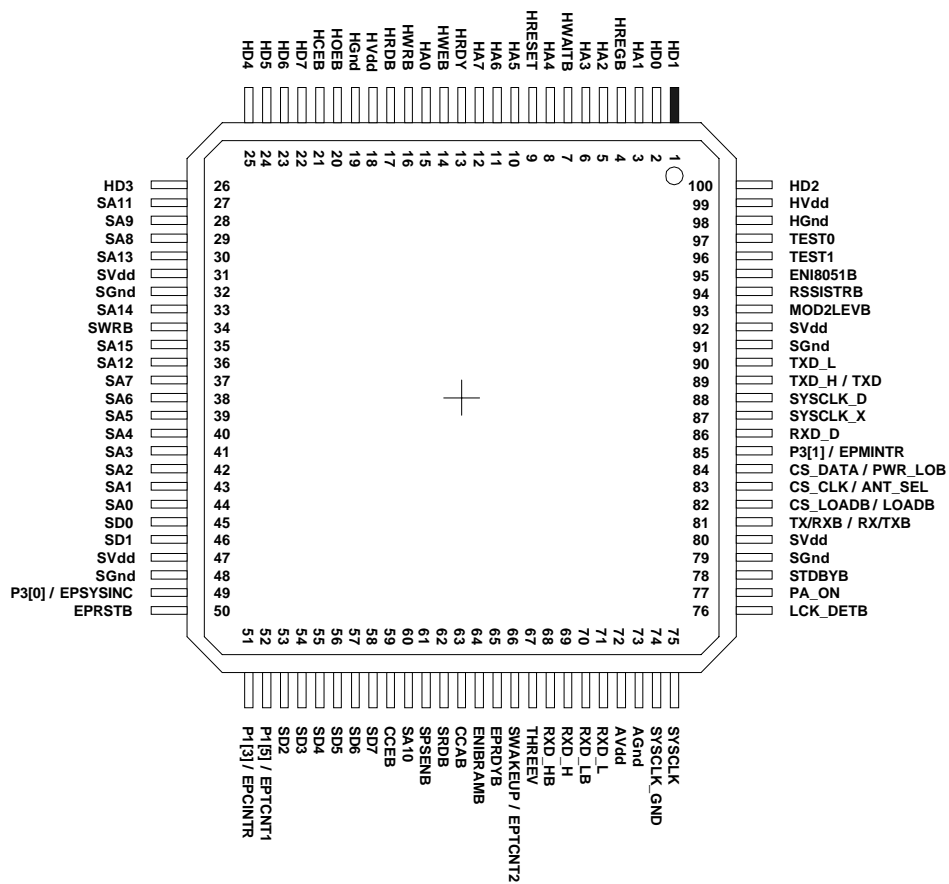 HD4
HD5
HD6
HD7
HCEB
HOEB
HGnd
HVdd
HRDB
HWRB
HA0
HWEB
HRDY
HA7
HA6
HA5
HRESET
HA4
HWAITB
HA3
HA2
HREGB
HA1
HD0
HD1
25
24
23
22
21
20
19
18
17
16
15
14
13
12
11
10
9
8
7
6
5
4
3
2
1
HD3 26
SA11 27
SA9 28
SA8 29
SA13 30
SVdd 31
SGnd 32
SA14 33
SWRB 34
SA15 35
SA12 36
SA7 37
SA6 38
SA5 39
SA4 40
SA3 41
SA2 42
SA1 43
SA0 44
SD0 45
SD1 46
SVdd 47
SGnd 48
P3[0] / EPSYSINC 49
EPRSTB 50
100 HD2
99 HVdd
98 HGnd
97 TEST0
96 TEST1
95 ENI8051B
94 RSSISTRB
93 MOD2LEVB
92 SVdd
91 SGnd
90 TXD_L
89 TXD_H / TXD
88 SYSCLK_D
87 SYSCLK_X
86 RXD_D
85 P3[1] / EPMINTR
84 CS_DATA / PWR_LOB
83 CS_CLK / ANT_SEL
82 CS_LOADB / LOADB
81 TX/RXB / RX/TXB
80 SVdd
79 SGnd
78 STDBYB
77 PA_ON
76 LCK_DETB
51
52
53
54
55
56
57
58
59
60
61
62
63
64
65
66
67
68
69
70
71
72
73
74
75
P1[3] / EPCINTR
P1[5] / EPTCNT1
SD2
SD3
SD4
SD5
SD6
SD7
CCEB
SA10
SPSENB
SRDB
CCAB
ENIBRAMB
EPRDYB
SWAKEUP / EPTCNT2
THREEV
RXD_HB
RXD_H
RXD_LB
RXD_L
AVdd
AGnd
SYSCLK_GND
SYSCLK